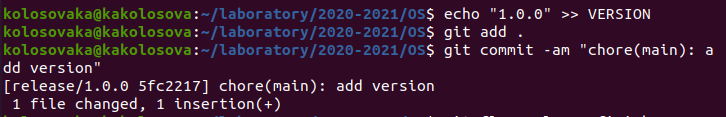 kolosovaka@kakolosova:~/laboratory/2020-2021/OS$ echo "1.0.0" >> VERSION
kolosovaka@kakolosova:~/laboratory/2020-2021/OS$ git add .
kolosovaka@kakolosova:~/laboratory/2020-2021/OS$ git commit -am "chore(main): a
dd version"
[release/1.0.0 5fc2217] chore(main): add version
 1 file changed, 1 insertion(+)